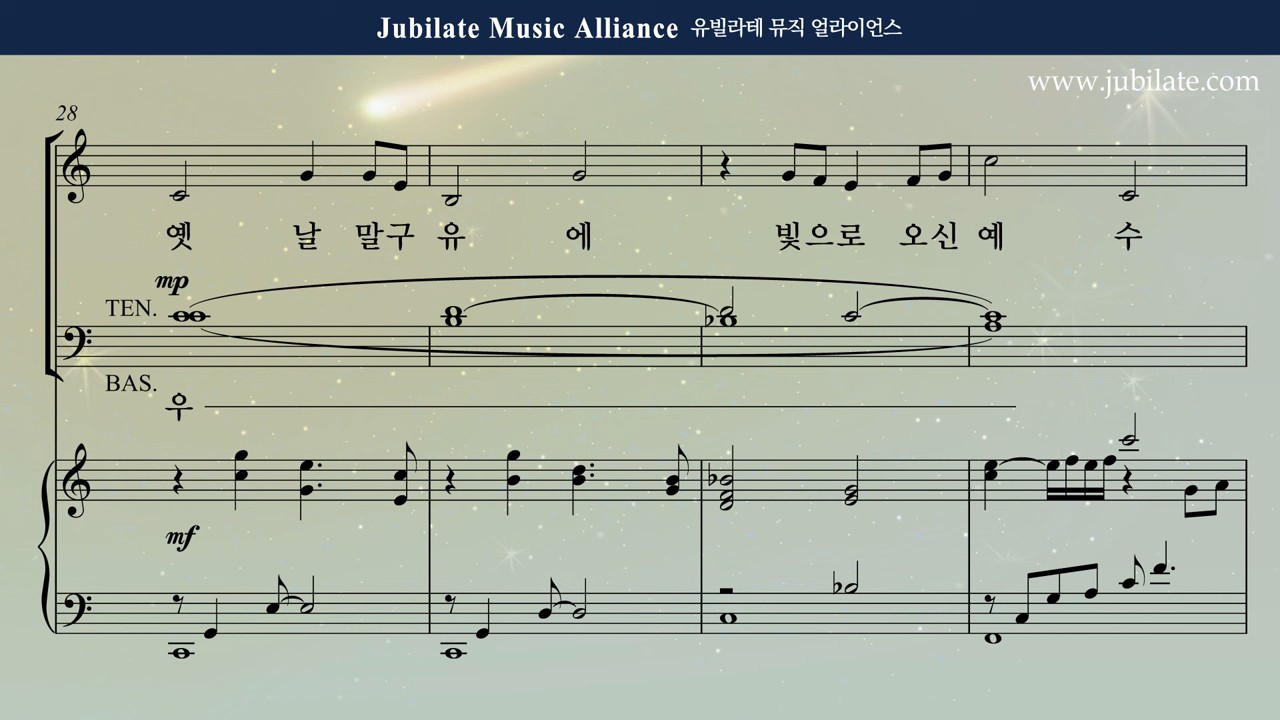 Jubilate Music Alliance 유빌라테 뮤직 얼라이언스
www.jubilate.com
28
옛 날 말구 유 에 빛으로 오신 예 수
mp
TEN.
BAS.
우
mf